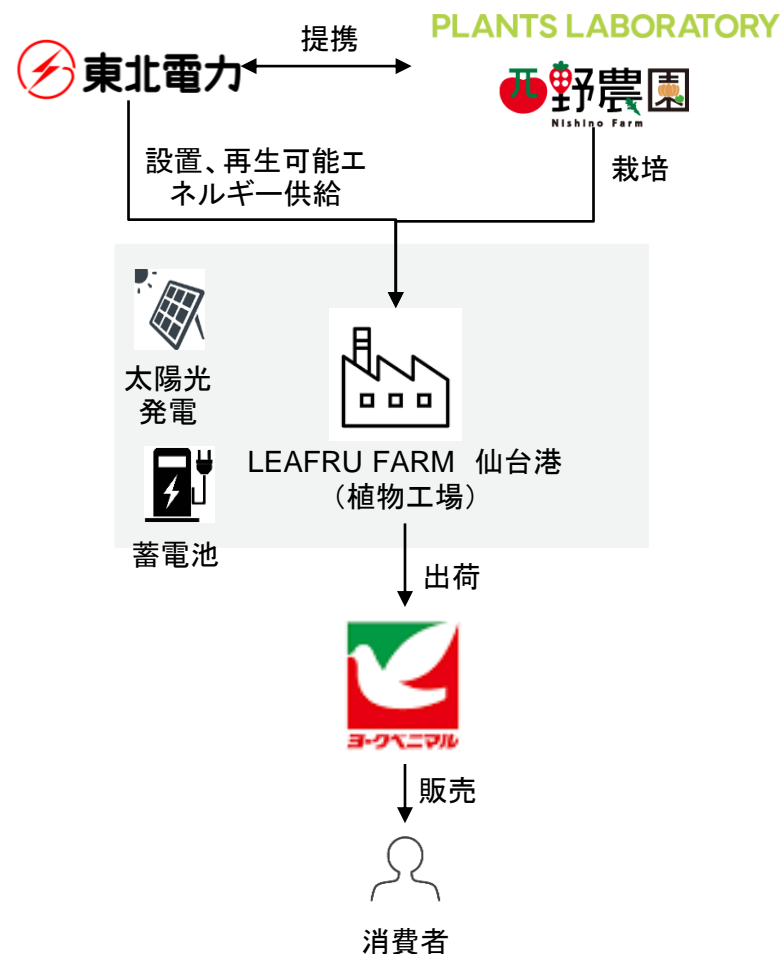 PLANTS LABORATORY
提携
東北電力
野農園
Nishino Farm
設置、再生可能エ
ネルギー供給
栽培
太陽光
発電
LEAFRU FARM 仙台港
（植物工場）
蓄電池
出荷
ヨークベニマル
販売
消費者